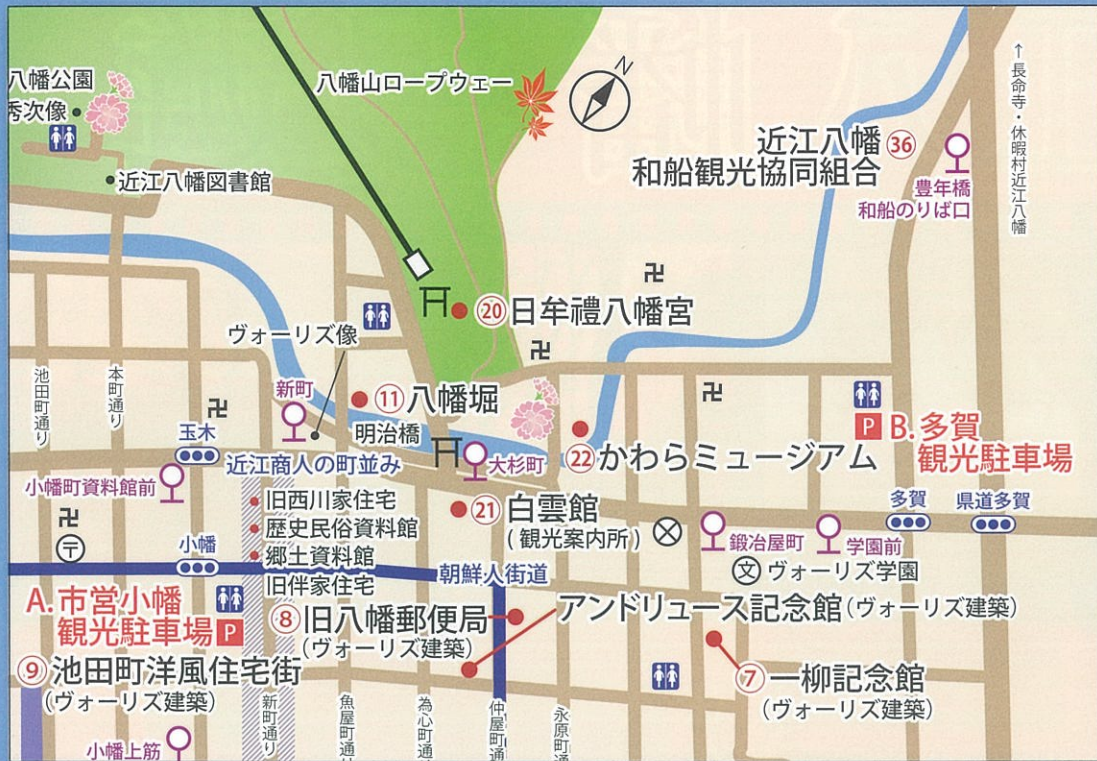 八幡公園
秀次像
近江八幡図書館
八幡山ロープウェー
N
近江八幡
和船観光協同組合
36
豊年橋
和船のりば口
↑長命寺・休暇村近江八幡
20 日牟禮八幡宮
ヴォーリズ像
池田町通り
本町通り
新町
11 八幡堀
明治橋
玉木
近江商人の町並み
大杉町
22 かわらミュージアム
P B. 多賀
観光駐車場
小幡町資料館前
旧西川家住宅
歴史民俗資料館
郷土資料館
旧伴家住宅
21 白雲館
(観光案内所)
鍛冶屋町
学園前
多賀
県道多賀
〒
小幡
朝鮮人街道
文 ヴォーリズ学園
A. 市営小幡
観光駐車場 P
8 旧八幡郵便局
(ヴォーリズ建築)
アンドリュース記念館(ヴォーリズ建築)
9 池田町洋風住宅街
(ヴォーリズ建築)
7 一柳記念館
(ヴォーリズ建築)
小幡上筋
新町通り
魚屋町通
為心町通
仲屋町通
永原町通